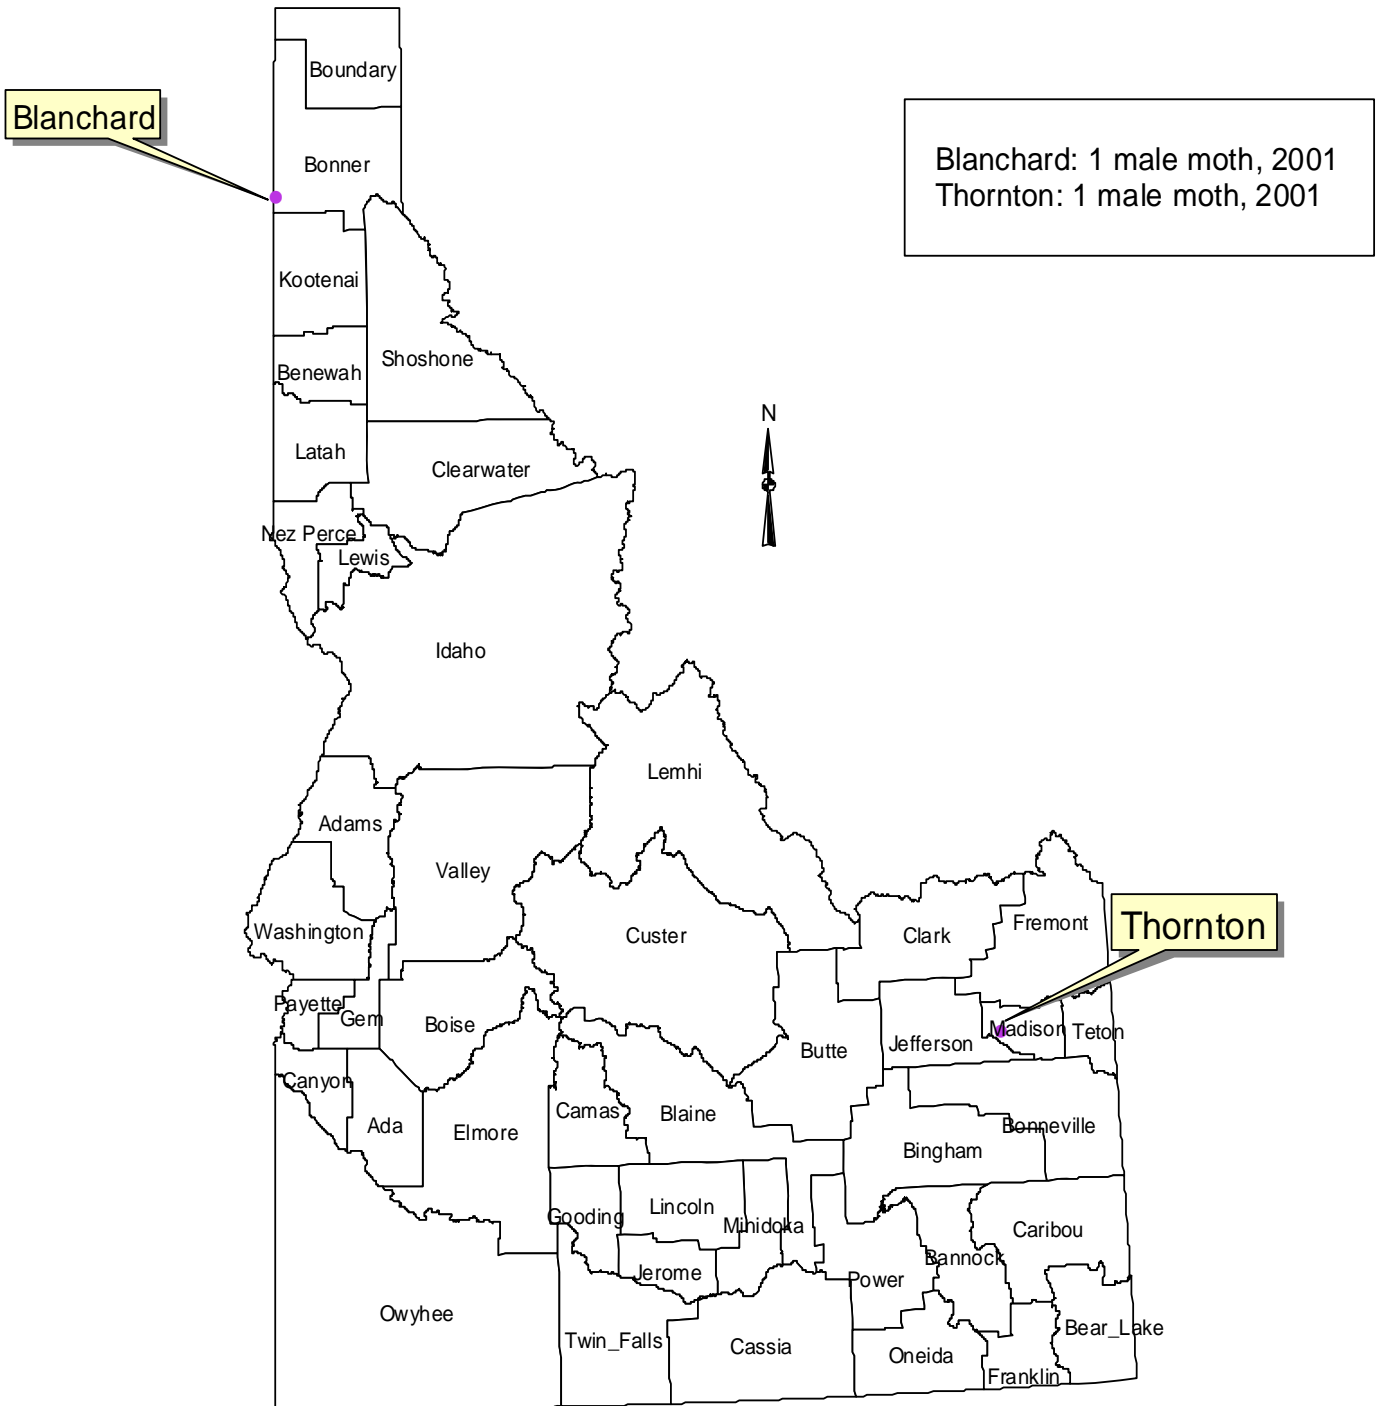 Boundary
Blanchard
Bonner
Blanchard: 1 male moth, 2001
Thornton: 1 male moth, 2001
Kootenai
Shoshone
Benewah
N
Latah
Clearwater
Nez Perce
Lewis
Idaho
Lemhi
Adams
Valley
Washington
Custer
Clark
Fremont
Thornton
Payette
Gem
Boise
Butte
Jefferson
Madison
Teton
Canyon
Ada
Elmore
Camas
Blaine
Bonneville
Bingham
Gooding
Lincoln
Minidoka
Caribou
Bannock
Jerome
Power
Owyhee
Twin_Falls
Cassia
Oneida
Bear_Lake
Franklin